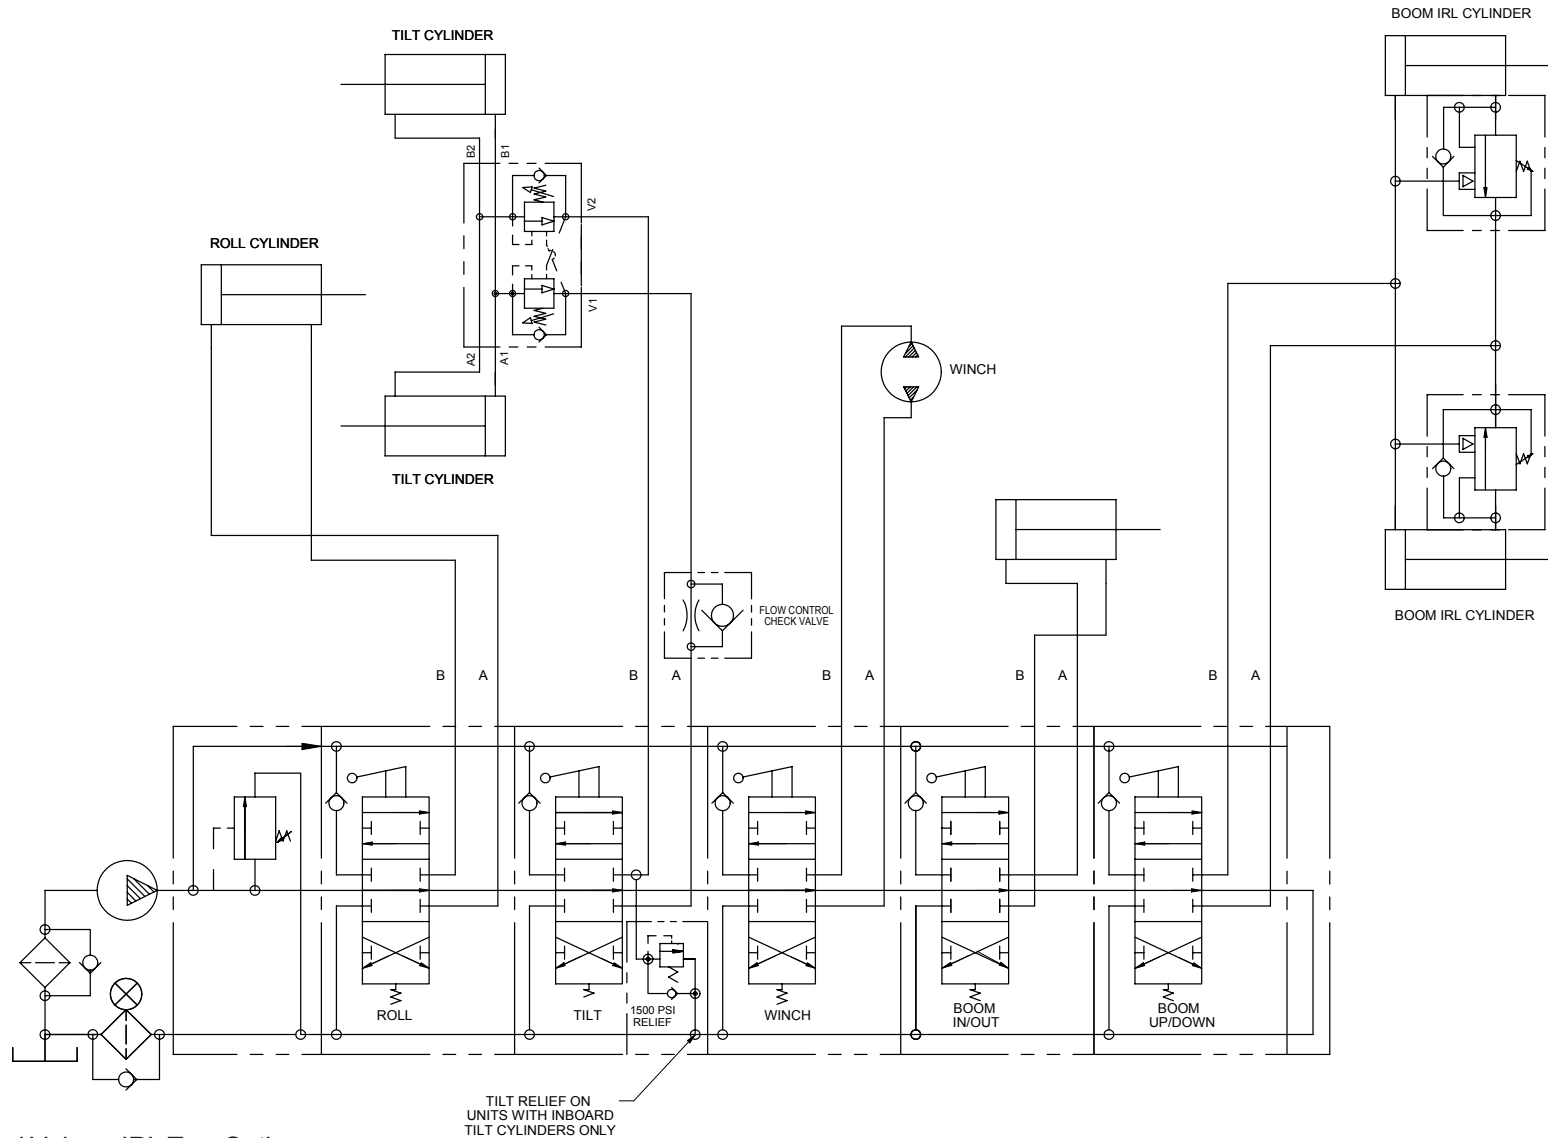 BOOM IRL CYLINDER
TILT CYLINDER
B2
B1
V2
ROLL CYLINDER
V1
A2
A1
WINCH
TILT CYLINDER
FLOW CONTROL
CHECK VALVE
BOOM IRL CYLINDER
B A B A B A B A B A
ROLL
TILT
1500 PSI
RELIEF
WINCH
BOOM
IN/OUT
BOOM
UP/DOWN
TILT RELIEF ON
UNITS WITH INBOARD
TILT CYLINDERS ONLY